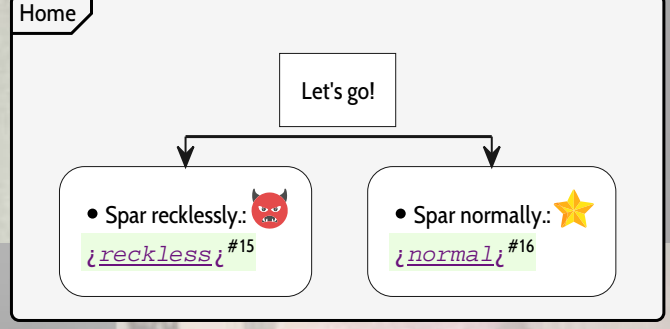 Home
Let's go!
• Spar recklessly.:
¿reckless¿#15
• Spar normally.:
¿normal¿#16